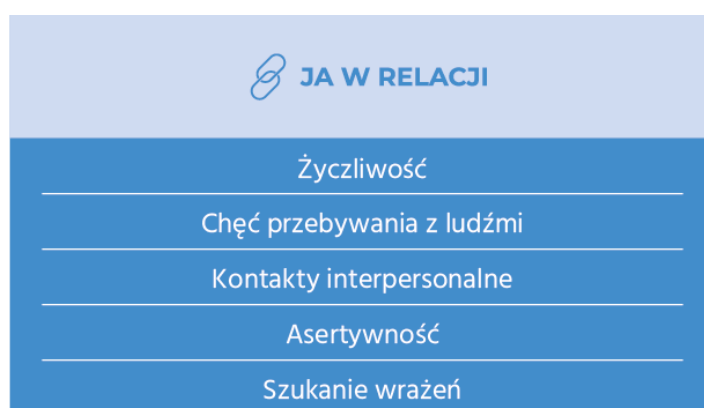 JA W RELACJI
Życzliwość
Chęć przebywania z ludźmi
Kontakty interpersonalne
Asertywność
Szukanie wrażeń